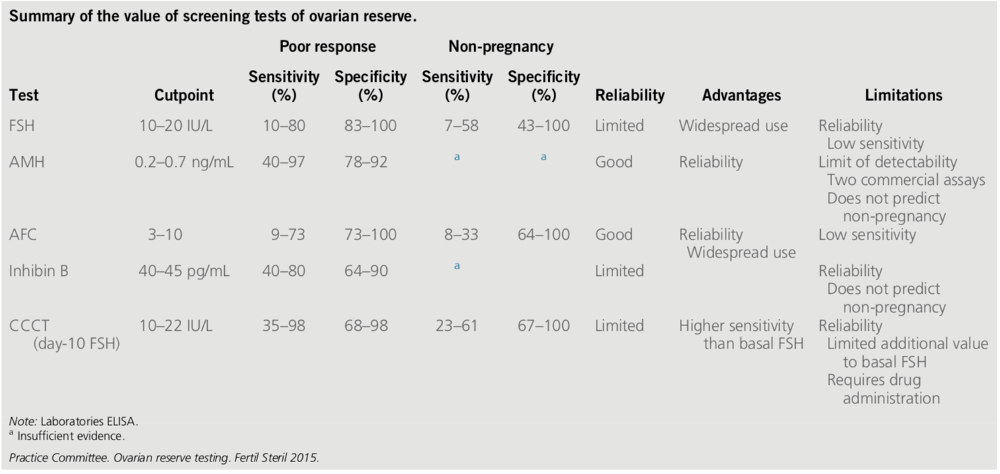 Summary of the value of screening tests of ovarian reserve.
Poor response Non-pregnancy
Sensitivity Specificity Sensitivity Specificity
Test Cutpoint (%) (%) (%) (%) Reliability Advantages Limitations
FSH 10–20 IU/L 10–80 83–100 7–58 43–100 Limited Widespread use Reliability
Low sensitivity
AMH 0.2–0.7 ng/mL 40–97 78–92 a a Good Reliability Limit of detectability
Two commercial assays
Does not predict
non-pregnancy
AFC 3–10 9–73 73–100 8–33 64–100 Good Reliability Low sensitivity
Widespread use
Inhibin B 40–45 pg/mL 40–80 64–90 a Limited Reliability
Does not predict
non-pregnancy
CCCT 10–22 IU/L 35–98 68–98 23–61 67–100 Limited Higher sensitivity Reliability
(day-10 FSH) than basal FSH Limited additional value
to basal FSH
Requires drug
administration
Note: Laboratories ELISA.
a Insufficient evidence.
Practice Committee. Ovarian reserve testing. Fertil Steril 2015.